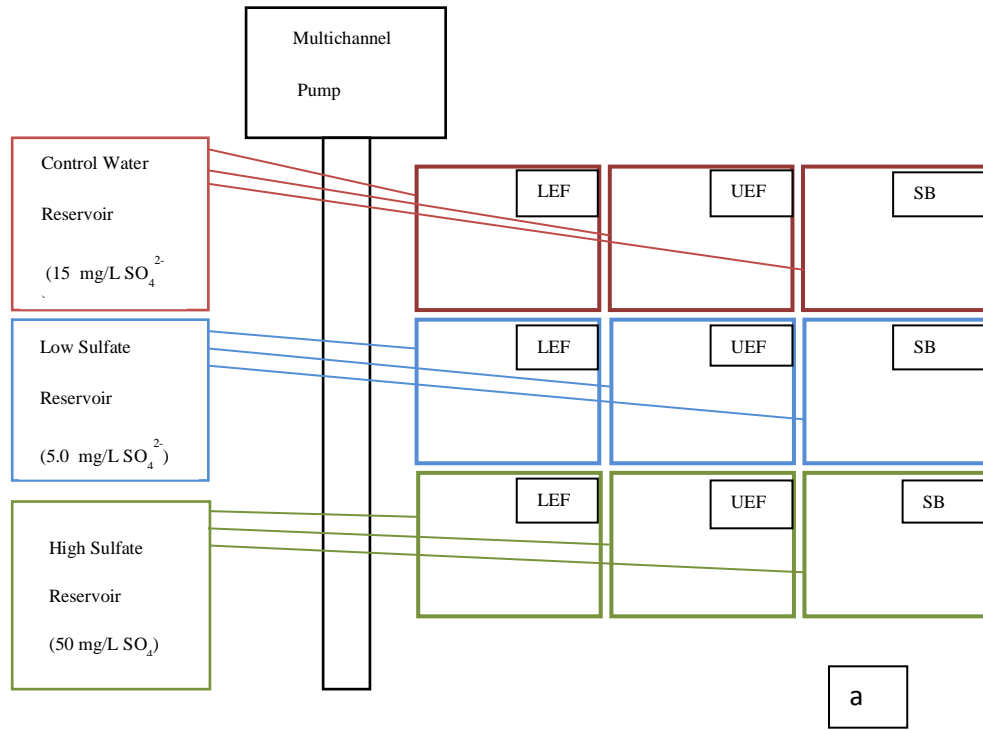 Multichannel
Pump
Control Water
Reservoir
(15 mg/L SO₄²⁻
LEF
UEF
SB
Low Sulfate
Reservoir
(5.0 mg/L SO₄²⁻)
LEF
UEF
SB
High Sulfate
Reservoir
(50 mg/L SO₄)
LEF
UEF
SB
a